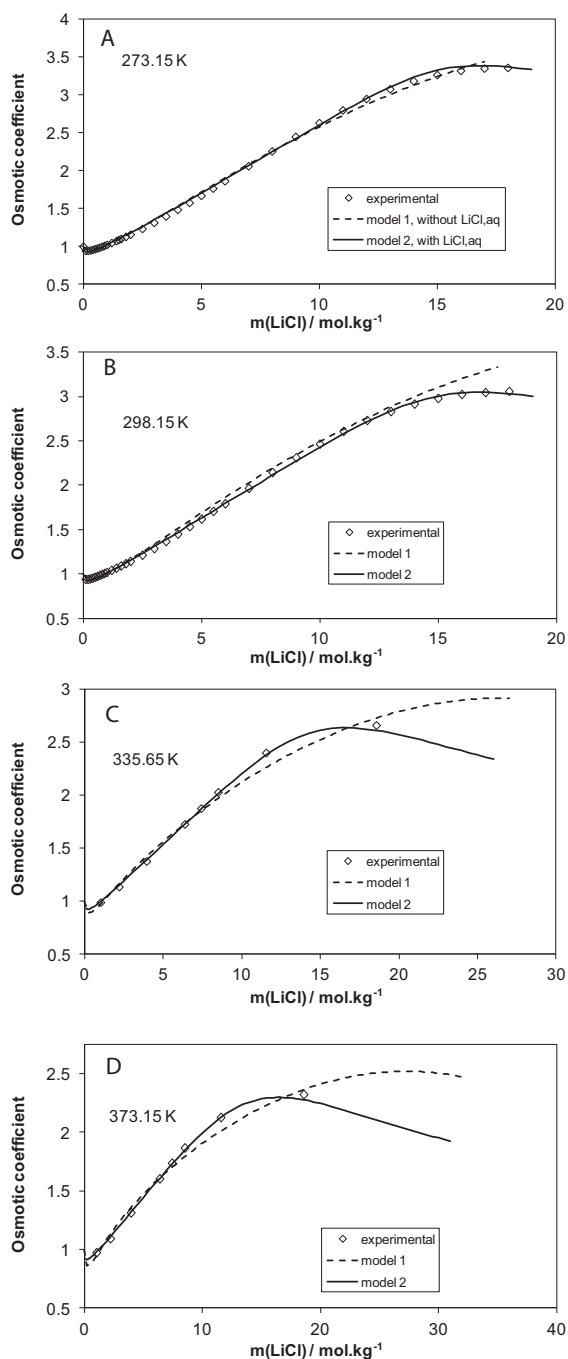 A
273.15 K
Osmotic coefficient
4
3.5
3
2.5
2
1.5
1
0.5
experimental
model 1, without LiCl,aq
model 2, with LiCl,aq
0 5 10 15 20
m(LiCl) / mol.kg-1
B
298.15 K
Osmotic coefficient
3.5
3
2.5
2
1.5
1
0.5
experimental
model 1
model 2
0 5 10 15 20
m(LiCl) / mol.kg-1
C
335.65 K
Osmotic coefficient
3
2.5
2
1.5
1
0.5
experimental
model 1
model 2
0 5 10 15 20 25 30
m(LiCl) / mol.kg-1
D
373.15 K
Osmotic coefficient
2.5
2
1.5
1
0.5
experimental
model 1
model 2
0 10 20 30 40
m(LiCl) / mol.kg-1